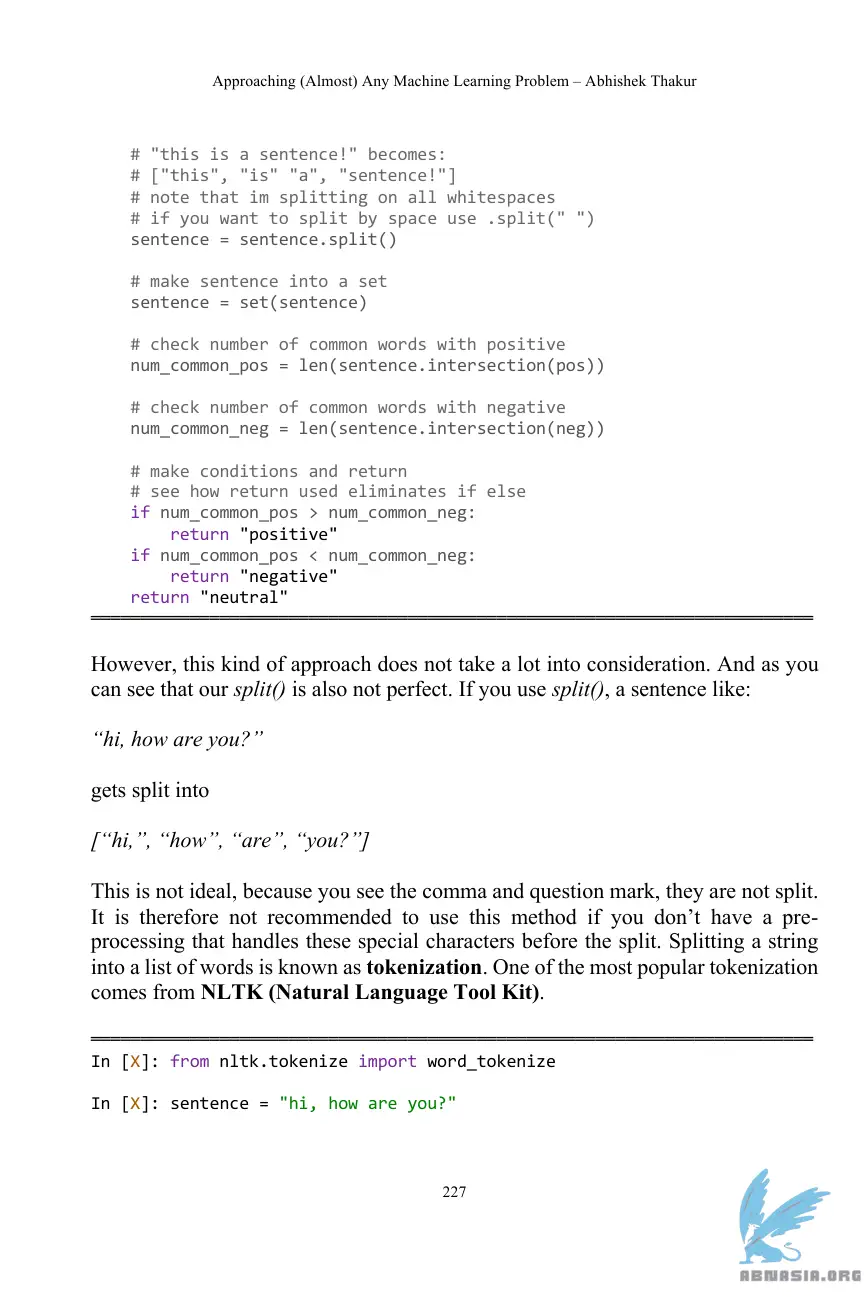 Approaching (Almost) Any Machine Learning Problem – Abhishek Thakur
# "this is a sentence!" becomes:
# ["this", "is" "a", "sentence!"]
# note that im splitting on all whitespaces
# if you want to split by space use .split(" ")
sentence = sentence.split()
# make sentence into a set
sentence = set(sentence)
# check number of common words with positive
num_common_pos = len(sentence.intersection(pos))
# check number of common words with negative
num_common_neg = len(sentence.intersection(neg))
# make conditions and return
# see how return used eliminates if else
if num_common_pos > num_common_neg:
    return "positive"
if num_common_pos < num_common_neg:
    return "negative"
return "neutral"
However, this kind of approach does not take a lot into consideration. And as you
can see that our split() is also not perfect. If you use split(), a sentence like:
“hi, how are you?”
gets split into
[“hi,”, “how”, “are”, “you?”]
This is not ideal, because you see the comma and question mark, they are not split.
It is therefore not recommended to use this method if you don’t have a pre-
processing that handles these special characters before the split. Splitting a string
into a list of words is known as tokenization. One of the most popular tokenization
comes from NLTK (Natural Language Tool Kit).
In [X]: from nltk.tokenize import word_tokenize
In [X]: sentence = "hi, how are you?"
227
ABNASIA.ORG